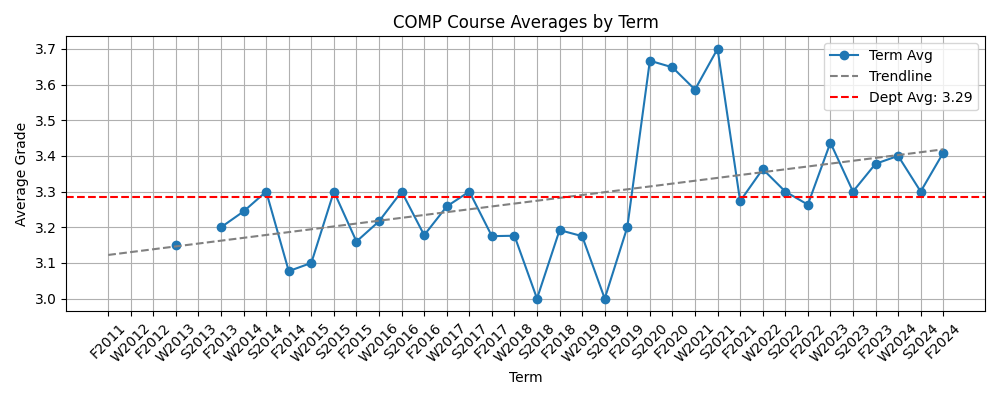 COMP Course Averages by Term
Term Avg
Trendline
Dept Avg: 3.29
Average Grade
3.7
3.6
3.5
3.4
3.3
3.2
3.1
3.0
F2011
W2012
F2012
W2013
S2013
F2013
W2014
S2014
F2014
W2015
S2015
F2015
W2016
S2016
F2016
W2017
S2017
F2017
W2018
S2018
F2018
W2019
S2019
F2019
S2020
F2020
W2021
S2021
F2021
W2022
S2022
F2022
W2023
S2023
F2023
W2024
S2024
F2024
Term